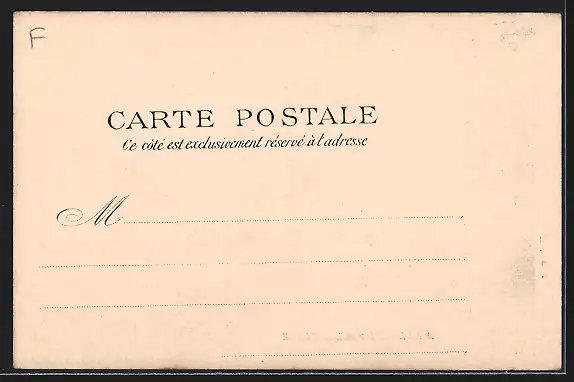 F
CARTE POSTALE
Ce côté est exclusivement réservé à l'adresse
M